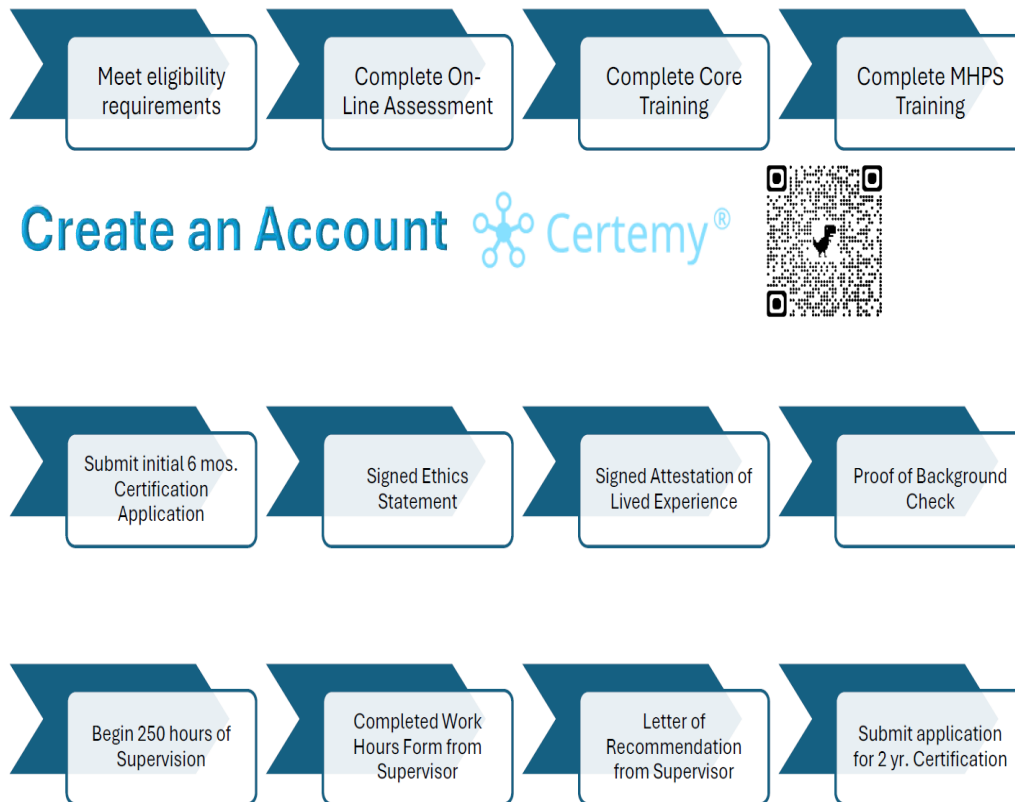 Meet eligibility
requirements
Complete On-
Line Assessment
Complete Core
Training
Complete MHPS
Training
Create an Account
Certemy®
Submit initial 6 mos.
Certification
Application
Signed Ethics
Statement
Signed Attestation of
Lived Experience
Proof of Background
Check
Begin 250 hours of
Supervision
Completed Work
Hours Form from
Supervisor
Letter of
Recommendation
from Supervisor
Submit application
for 2 yr. Certification